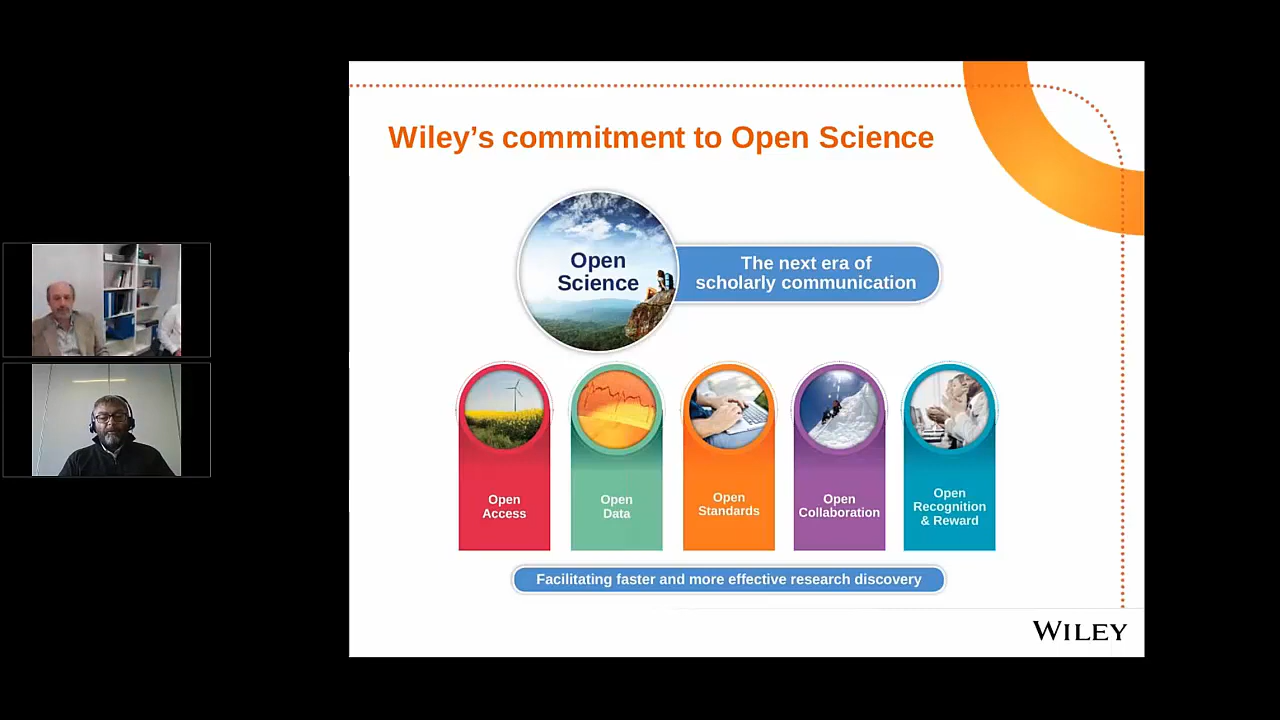 Wiley’s commitment to Open Science
Open
Science
The next era of
scholarly communication
Open
Access
Open
Data
Open
Standards
Open
Collaboration
Open
Recognition
& Reward
Facilitating faster and more effective research discovery
WILEY